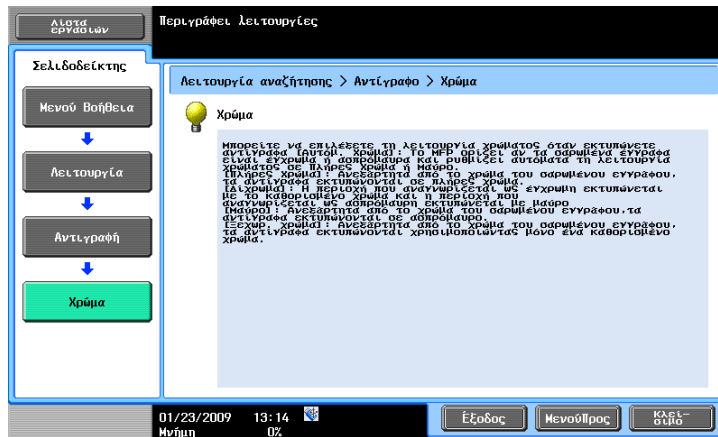 Λίστα
εργασιών
Περιγράφει λειτουργίες
Σελιδοδείκτης
Μενού Βοήθεια
Λειτουργία
Αντιγραφή
Χρώμα
Λειτουργία αναζήτησης > Αντίγραφο > Χρώμα
Χρώμα
Μπορείτε να επιλέξετε τη λειτουργία χρώματος όταν εκτυπώνετε
αντίγραφα [Αυτόμ. Χρώμα] : Το MFP ορίζει αν τα σαρωμένα έγγραφα
είναι έγχρωμα ή ασπρόμαυρα και ρυθμίζει αυτόματα τη λειτουργία
χρώματος σε πλήρες χρώμα ή μαύρο.
[Πλήρες χρώμα] : Ανεξάρτητα από το χρώμα του σαρωμένου εγγράφου,
τα αντίγραφα εκτυπώνονται σε πλήρες χρώμα.
[Δίχρωμα] : Η περιοχή που αναγνωρίζεται ως έγχρωμη εκτυπώνεται
με το καθορισμένο χρώμα και η περιοχή που
αναγνωρίζεται ως ασπρόμαυρη εκτυπώνεται με μαύρο
[Μαύρο] : Ανεξάρτητα από το χρώμα του σαρωμένου εγγράφου,τα
αντίγραφα εκτυπώνονται σε ασπρόμαυρο.
[Ξεχωρ. χρώμα] : Ανεξάρτητα από το χρώμα του σαρωμένου εγγράφου,
τα αντίγραφα εκτυπώνονται χρησιμοποιώντας μόνο ένα καθορισμένο
χρώμα.
01/23/2009 13:14
Μνήμη 0%
Έξοδος
ΜενούΠρος
Κλεί-
σιμο